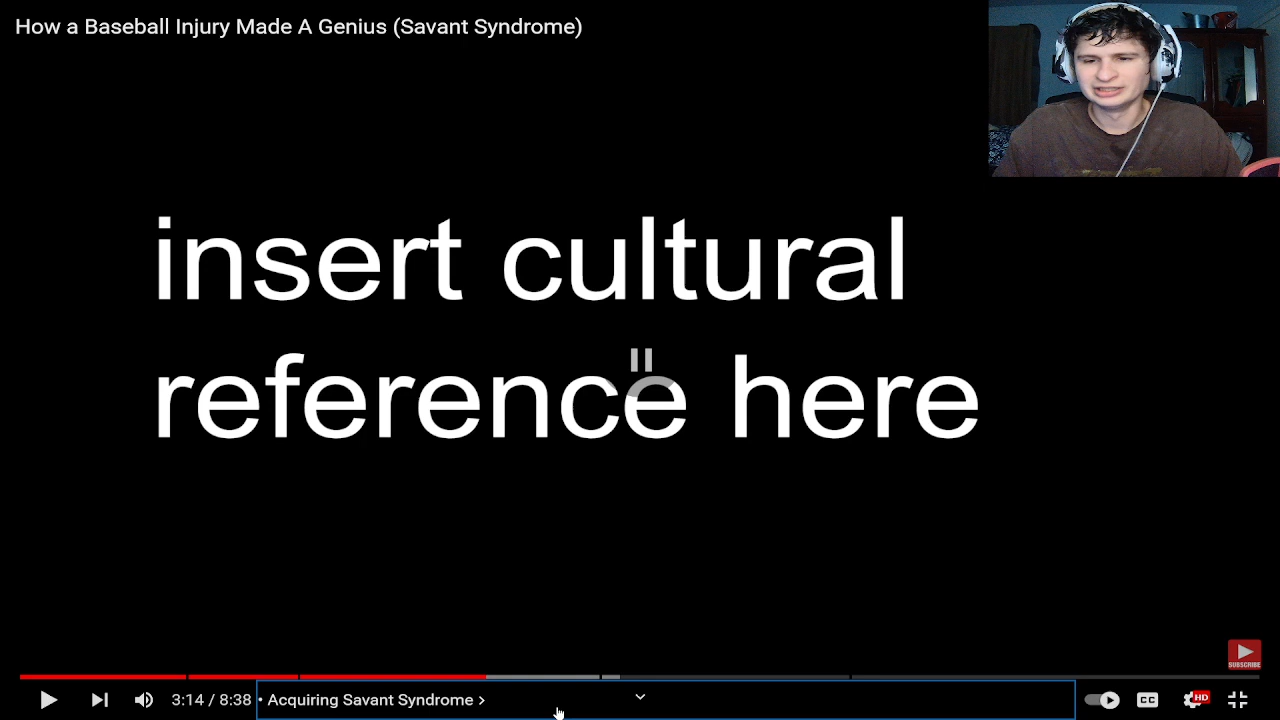 How a Baseball Injury Made A Genius (Savant Syndrome)
insert cultural
reference here
SUBSCRIBE
3:14 / 8:38 • Acquiring Savant Syndrome >
CC
HD